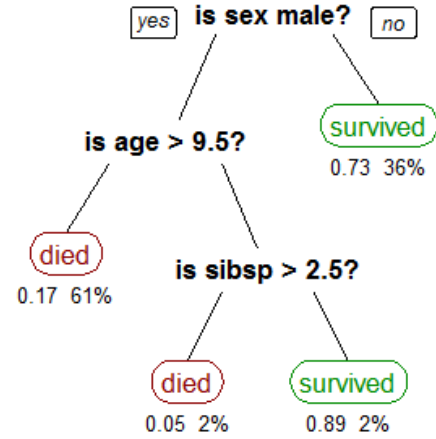 yes is sex male? no
survived
is age > 9.5?
0.73 36%
died
0.17 61%
is sibsp > 2.5?
died survived
0.05 2% 0.89 2%